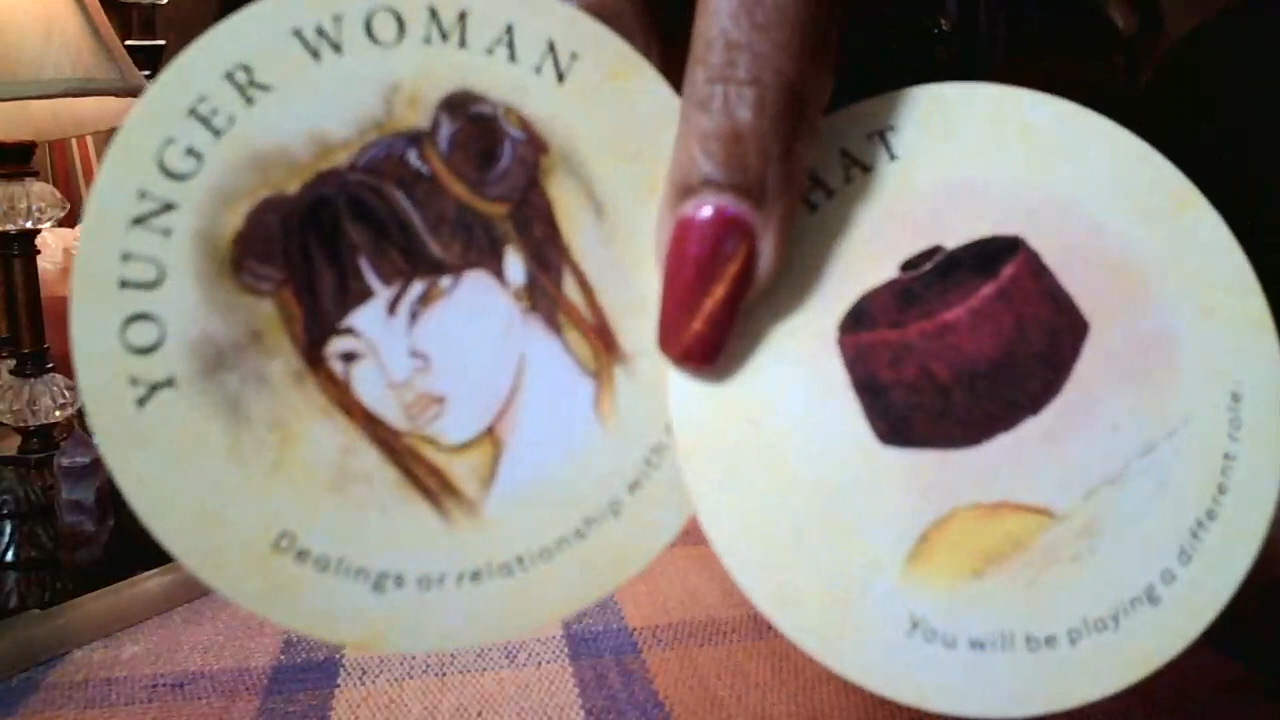 YOUNGER WOMAN
Dealings or relationship with
HAT
You will be playing a different role.